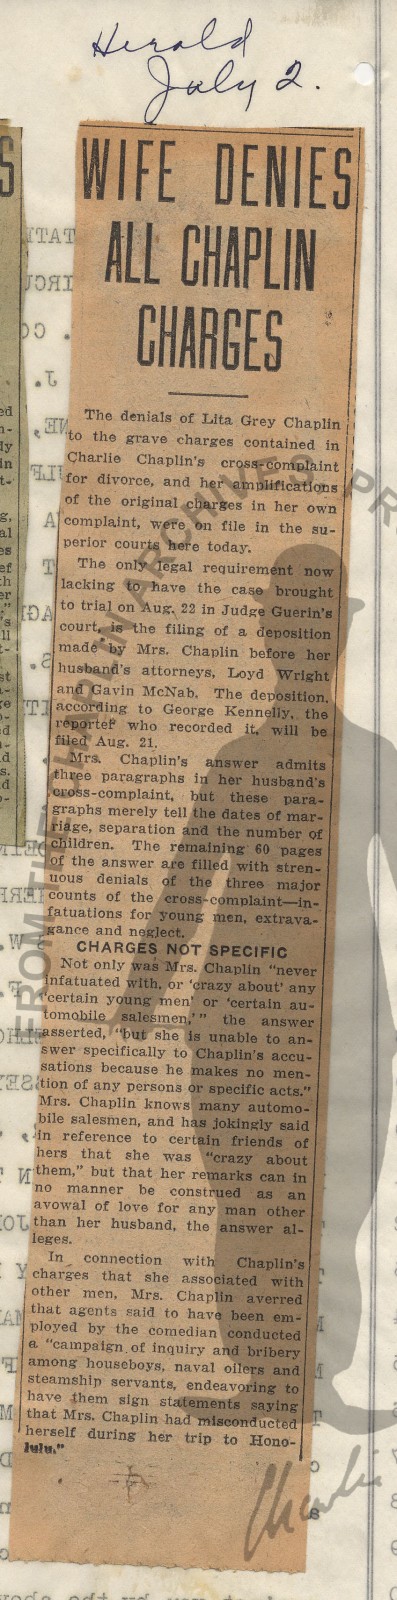 Herald
July 2.
WIFE DENIES
ALL CHAPLIN
CHARGES
The denials of Lita Grey Chaplin
to the grave charges contained in
Charlie Chaplin's cross-complaint
for divorce, and her amplifications
of the original charges in her own
complaint, were on file in the su-
perior courts here today.
The only legal requirement now
lacking to have the case brought
to trial on Aug. 22 in Judge Guerin's
court, is the filing of a deposition
made by Mrs. Chaplin before her
husband's attorneys, Loyd Wright
and Gavin McNab. The deposition,
according to George Kennelly, the
reporter who recorded it, will be
filed Aug. 21.
Mrs. Chaplin's answer admits
three paragraphs in her husband's
cross-complaint, but these para-
graphs merely tell the dates of mar-
riage, separation and the number of
children. The remaining 60 pages
of the answer are filled with stren-
uous denials of the three major
counts of the cross-complaint—in-
fatuations for young men, extrava-
gance and neglect.
CHARGES NOT SPECIFIC
Not only was Mrs. Chaplin "never
infatuated with, or 'crazy about' any
'certain young men' or 'certain au-
tomobile salesmen,'" the answer
asserted, "but she is unable to an-
swer specifically to Chaplin's accu-
sations because he makes no men-
tion of any persons or specific acts."
Mrs. Chaplin knows many automo-
bile salesmen, and has jokingly said
in reference to certain friends of
hers that she was "crazy about
them," but that her remarks can in
no manner be construed as an
avowal of love for any man other
than her husband, the answer al-
leges.
In connection with Chaplin's
charges that she associated with
other men, Mrs. Chaplin averred
that agents said to have been em-
ployed by the comedian conducted
a "campaign of inquiry and bribery
among houseboys, naval oilers and
steamship servants, endeavoring to
have them sign statements saying
that Mrs. Chaplin had misconducted
herself during her trip to Hono-
lulu."
FROM THE CHAPLIN ARCHIVES
Charlie